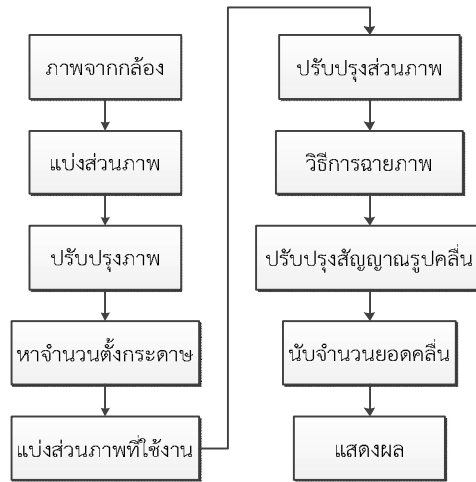 ภาพจากกล้อง
แบ่งส่วนภาพ
ปรับปรุงภาพ
หาจำนวนตั้งกระดาษ
แบ่งส่วนภาพที่ใช้งาน
ปรับปรุงส่วนภาพ
วิธีการฉายภาพ
ปรับปรุงสัญญาณรูปคลื่น
นับจำนวนยอดคลื่น
แสดงผล